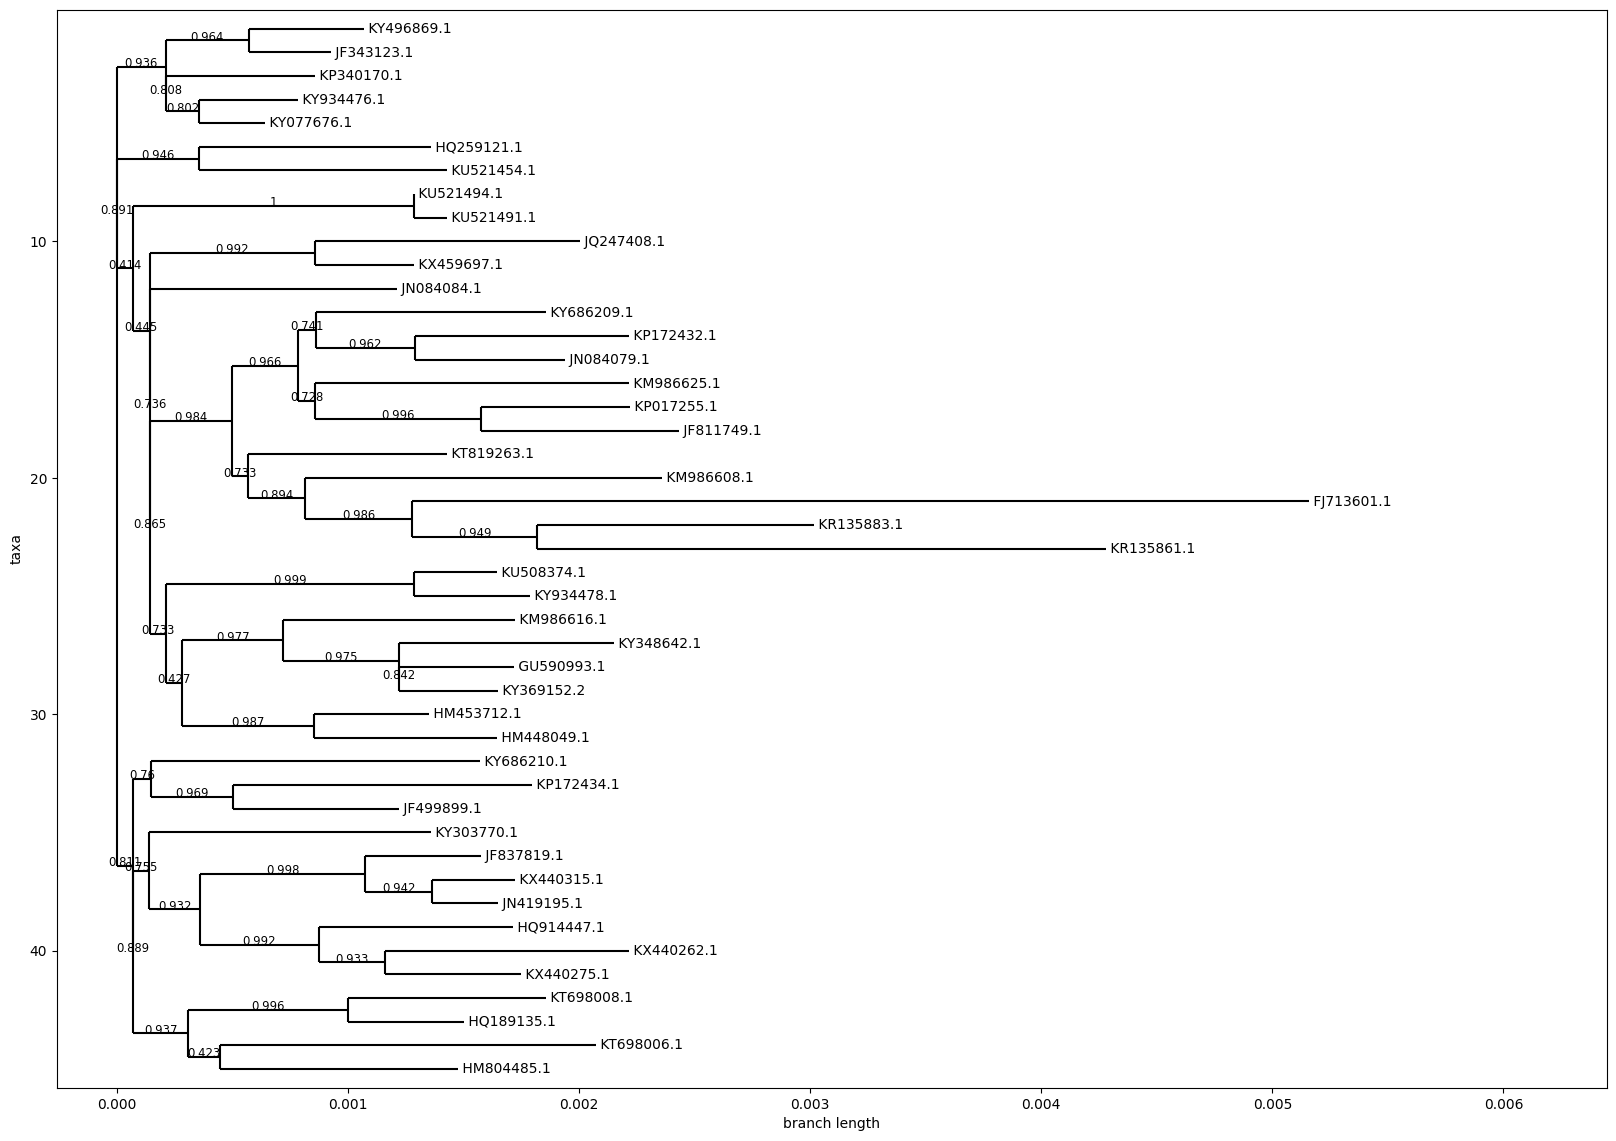 KY496869.1
0.964
JF343123.1
0.936
KP340170.1
0.808
KY934476.1
0.802
KY077676.1
HQ259121.1
0.946
KU521454.1
KU521494.1
1
0.891
KU521491.1
10
JQ247408.1
0.992
KX459697.1
0.414
JN084084.1
KY686209.1
0.741
0.445
KP172432.1
0.962
JN084079.1
0.966
KM986625.1
0.728
0.736
KP017255.1
0.996
0.984
JF811749.1
KT819263.1
0.733
20
KM986608.1
0.894
FJ713601.1
0.986
0.865
KR135883.1
0.949
KR135861.1
taxa
KU508374.1
0.999
KY934478.1
KM986616.1
0.733
0.977
KY348642.1
0.975
GU590993.1
0.842
0.427
KY369152.2
30
HM453712.1
0.987
HM448049.1
KY686210.1
0.76
KP172434.1
0.969
JF499899.1
KY303770.1
JF837819.1
0.811
0.755
0.998
KX440315.1
0.942
JN419195.1
0.932
HQ914447.1
0.992
0.889
40
KX440262.1
0.933
KX440275.1
KT698008.1
0.996
HQ189135.1
0.937
KT698006.1
0.423
HM804485.1
0.000 0.001 0.002 0.003 0.004 0.005 0.006
branch length